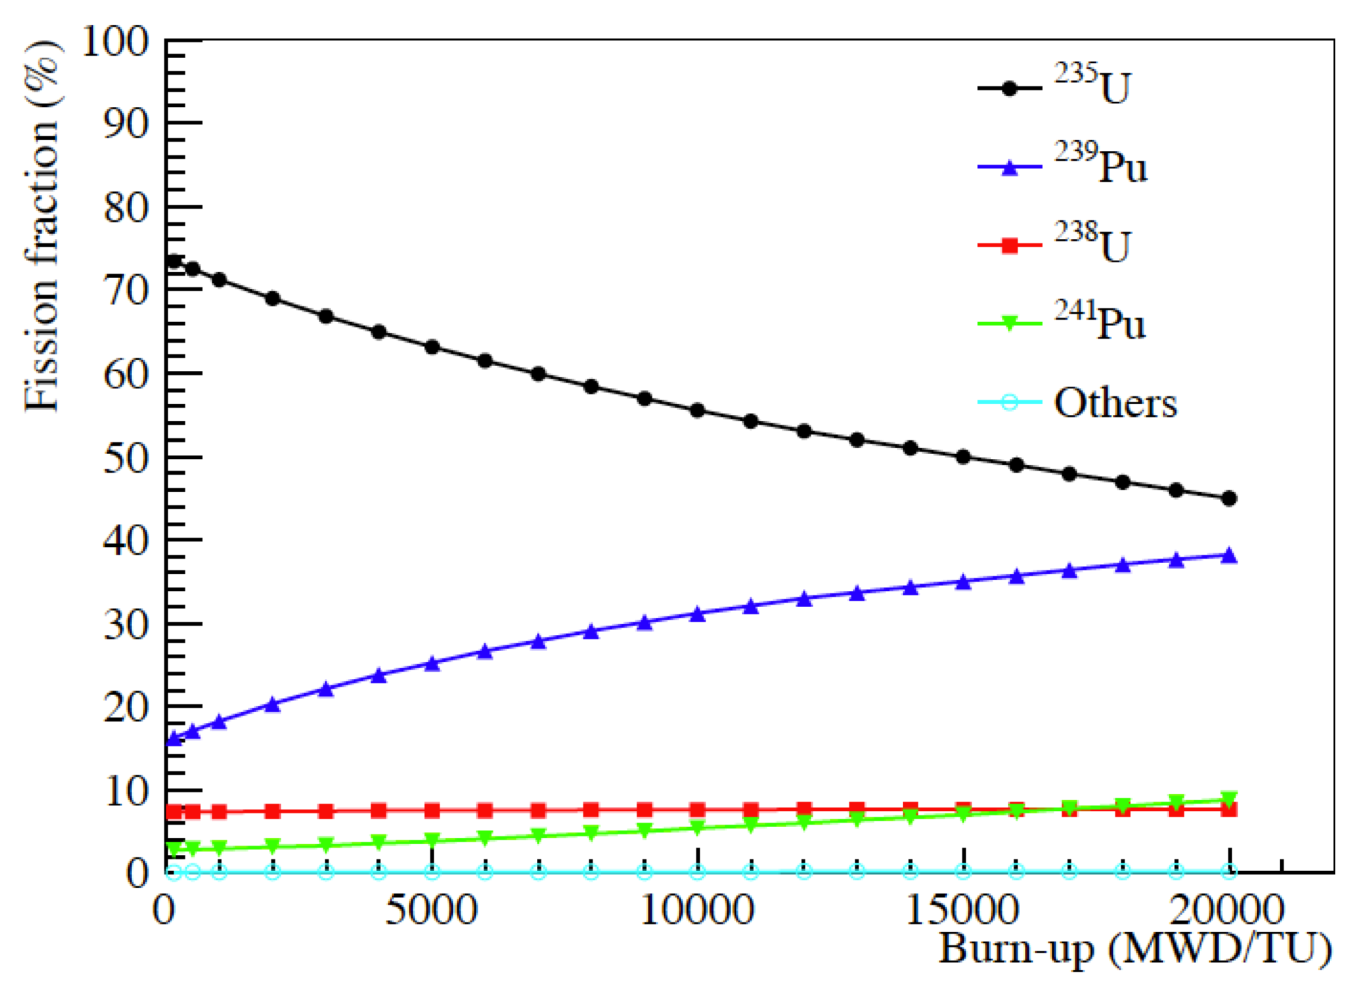 Fission fraction (%)
100
90
80
70
60
50
40
30
20
10
0
²³⁵U
²³⁹Pu
²³⁸U
²⁴¹Pu
Others
0 5000 10000 15000 20000
Burn-up (MWD/TU)